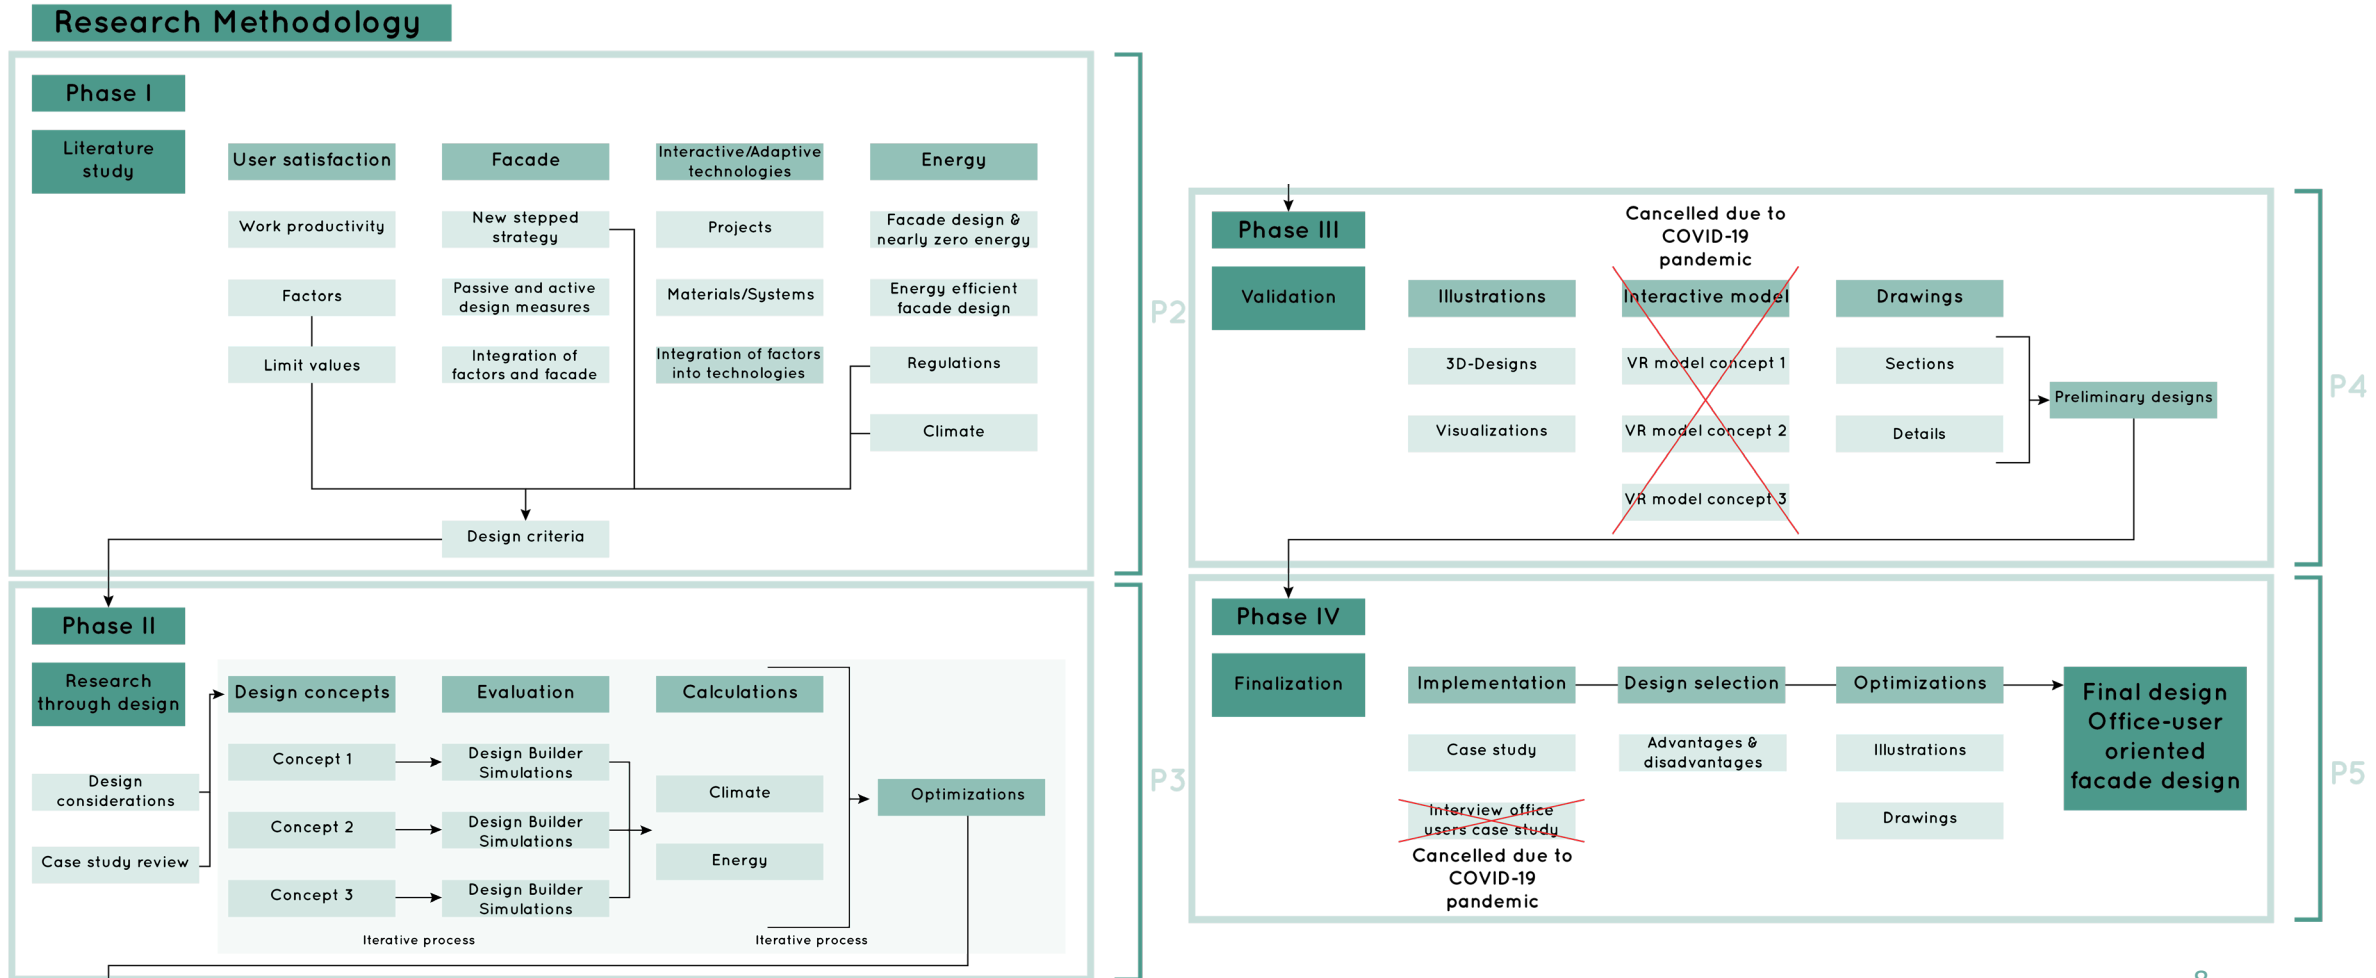 Research Methodology
Phase I
Literature
study
User satisfaction
Work productivity
Factors
Limit values
Facade
New stepped
strategy
Passive and active
design measures
Integration of
factors and facade
Interactive/Adaptive
technologies
Projects
Materials/Systems
Integration of factors
into technologies
Energy
Facade design &
nearly zero energy
Energy efficient
facade design
Regulations
Climate
Design criteria
P2
Phase II
Research
through design
Design
considerations
Case study review
Design concepts
Concept 1
Concept 2
Concept 3
Evaluation
Design Builder
Simulations
Design Builder
Simulations
Design Builder
Simulations
Iterative process
Calculations
Climate
Energy
Iterative process
Optimizations
P3
Phase III
Validation
Illustrations
3D-Designs
Visualizations
Cancelled due to
COVID-19
pandemic
Interactive model
VR model concept 1
VR model concept 2
VR model concept 3
Drawings
Sections
Details
Preliminary designs
P4
Phase IV
Finalization
Implementation
Case study
Interview office
users case study
Cancelled due to
COVID-19
pandemic
Design selection
Advantages &
disadvantages
Optimizations
Illustrations
Drawings
Final design
Office-user
oriented
facade design
P5